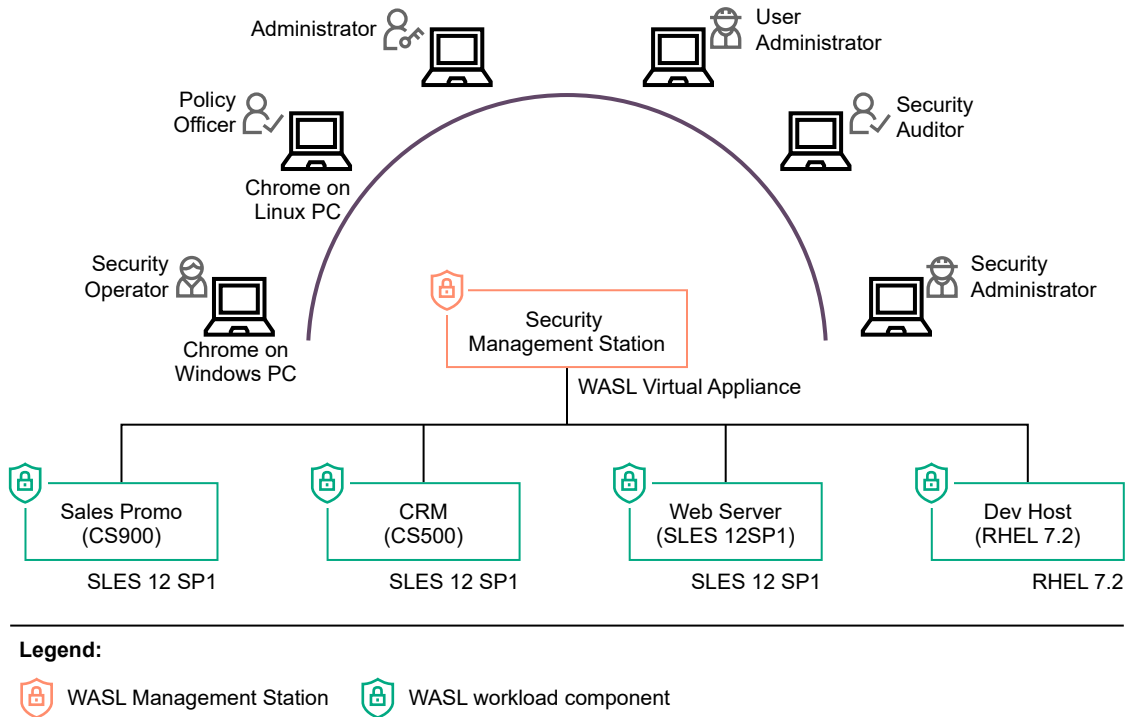 Administrator
User
Administrator
Policy
Officer
Security
Auditor
Chrome on
Linux PC
Security
Operator
Security
Administrator
Chrome on
Windows PC
Security
Management Station
WASL Virtual Appliance
Sales Promo
(CS900)
CRM
(CS500)
Web Server
(SLES 12SP1)
Dev Host
(RHEL 7.2)
SLES 12 SP1
SLES 12 SP1
SLES 12 SP1
RHEL 7.2
Legend:
WASL Management Station
WASL workload component